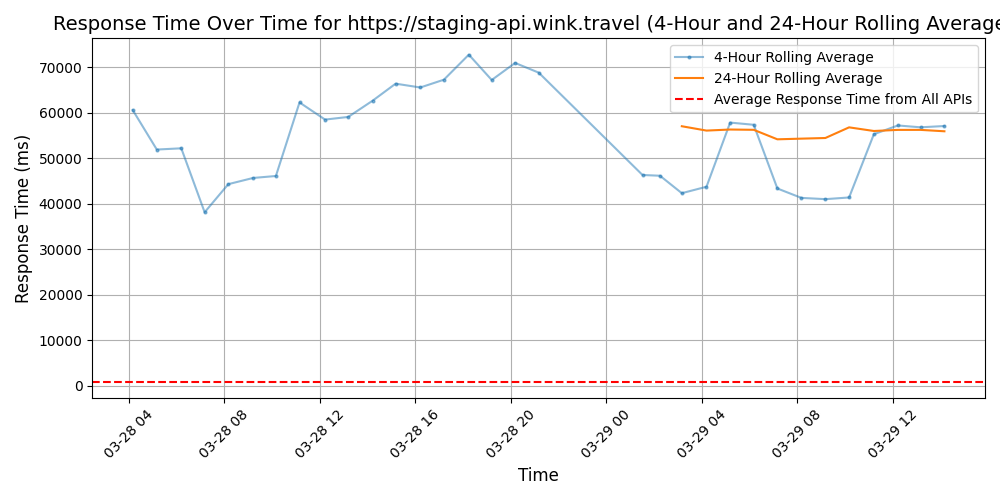 Response Time Over Time for https://staging-api.wink.travel (4-Hour and 24-Hour Rolling Average
4-Hour Rolling Average
24-Hour Rolling Average
Average Response Time from All APIs
Response Time (ms)
70000
60000
50000
40000
30000
20000
10000
0
03-28 04
03-28 08
03-28 12
03-28 16
03-28 20
03-29 00
03-29 04
03-29 08
03-29 12
Time